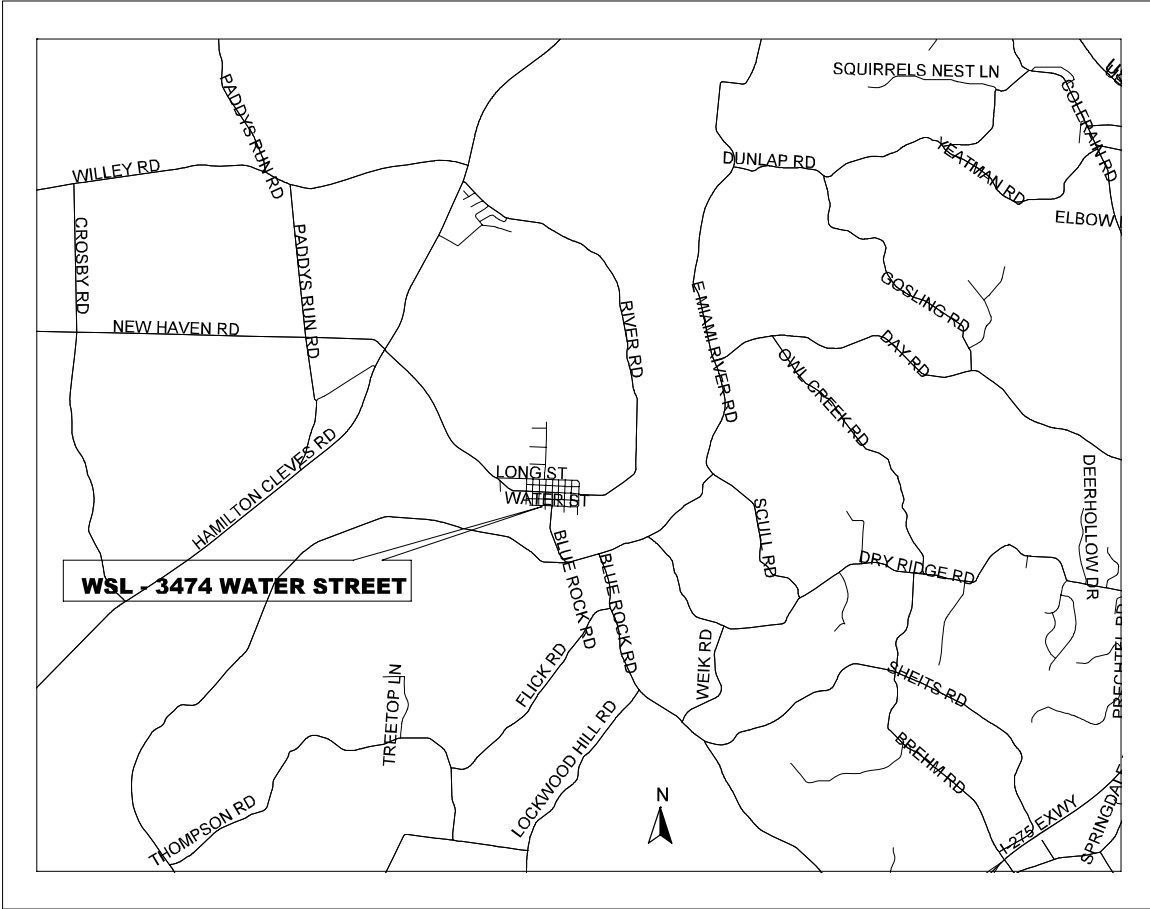 SQUIRRELS NEST LN
PADDYS RUN RD
COLERAIN RD
WILLEY RD
DUNLAP RD
YEATMAN RD
ELBOW
CROSBY RD
PADDYS RUN RD
GOSLING RD
E MIAMI RIVER RD
RIVER RD
NEW HAVEN RD
DAY RD
OWL CREEK RD
HAMILTON CLEVES RD
LONG ST
WATER ST
DEERHOLLOW DR
SCULL RD
BLUE ROCK RD
BLUE ROCK RD
DRY RIDGE RD
WSL - 3474 WATER STREET
PRECHTEL RD
WEIK RD
FLICK RD
SHEITS RD
TREETOP LN
LOCKWOOD HILL RD
BREHM RD
N
THOMPSON RD
I-275 EXWY
SPRINGDALE